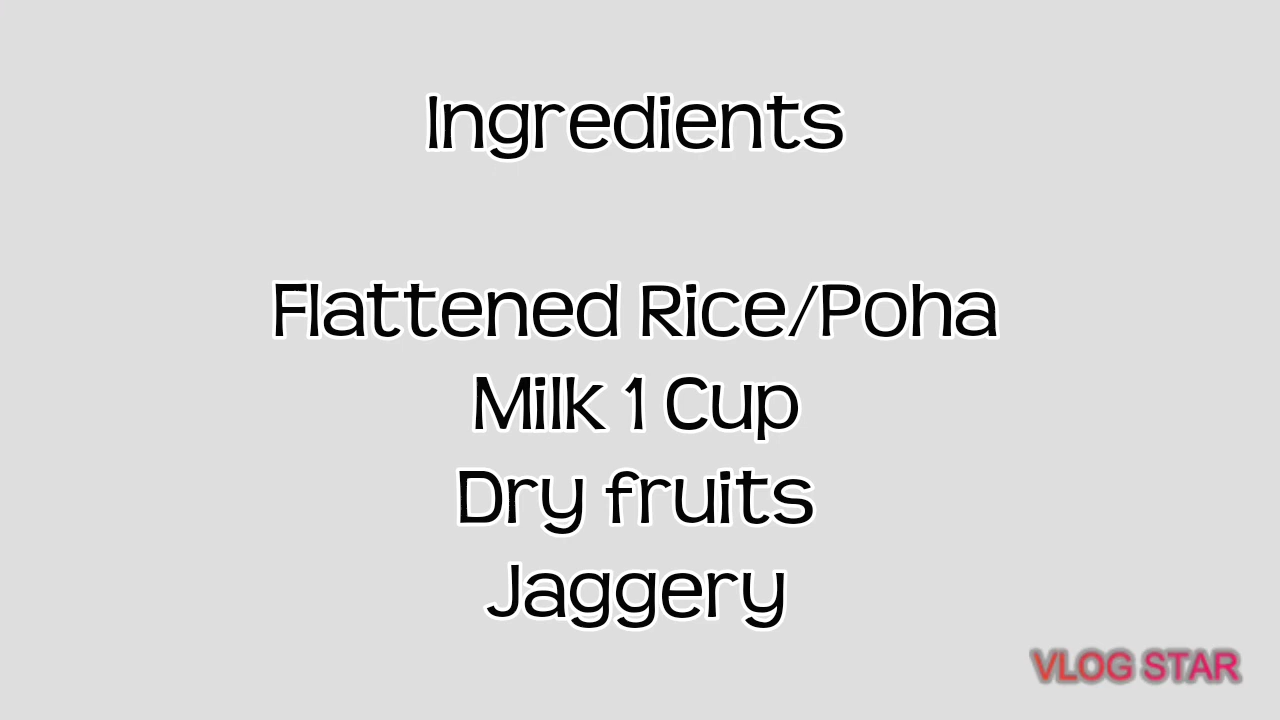 Ingredients
Flattened Rice/Poha
Milk 1 Cup
Dry fruits
Jaggery
VLOG STAR